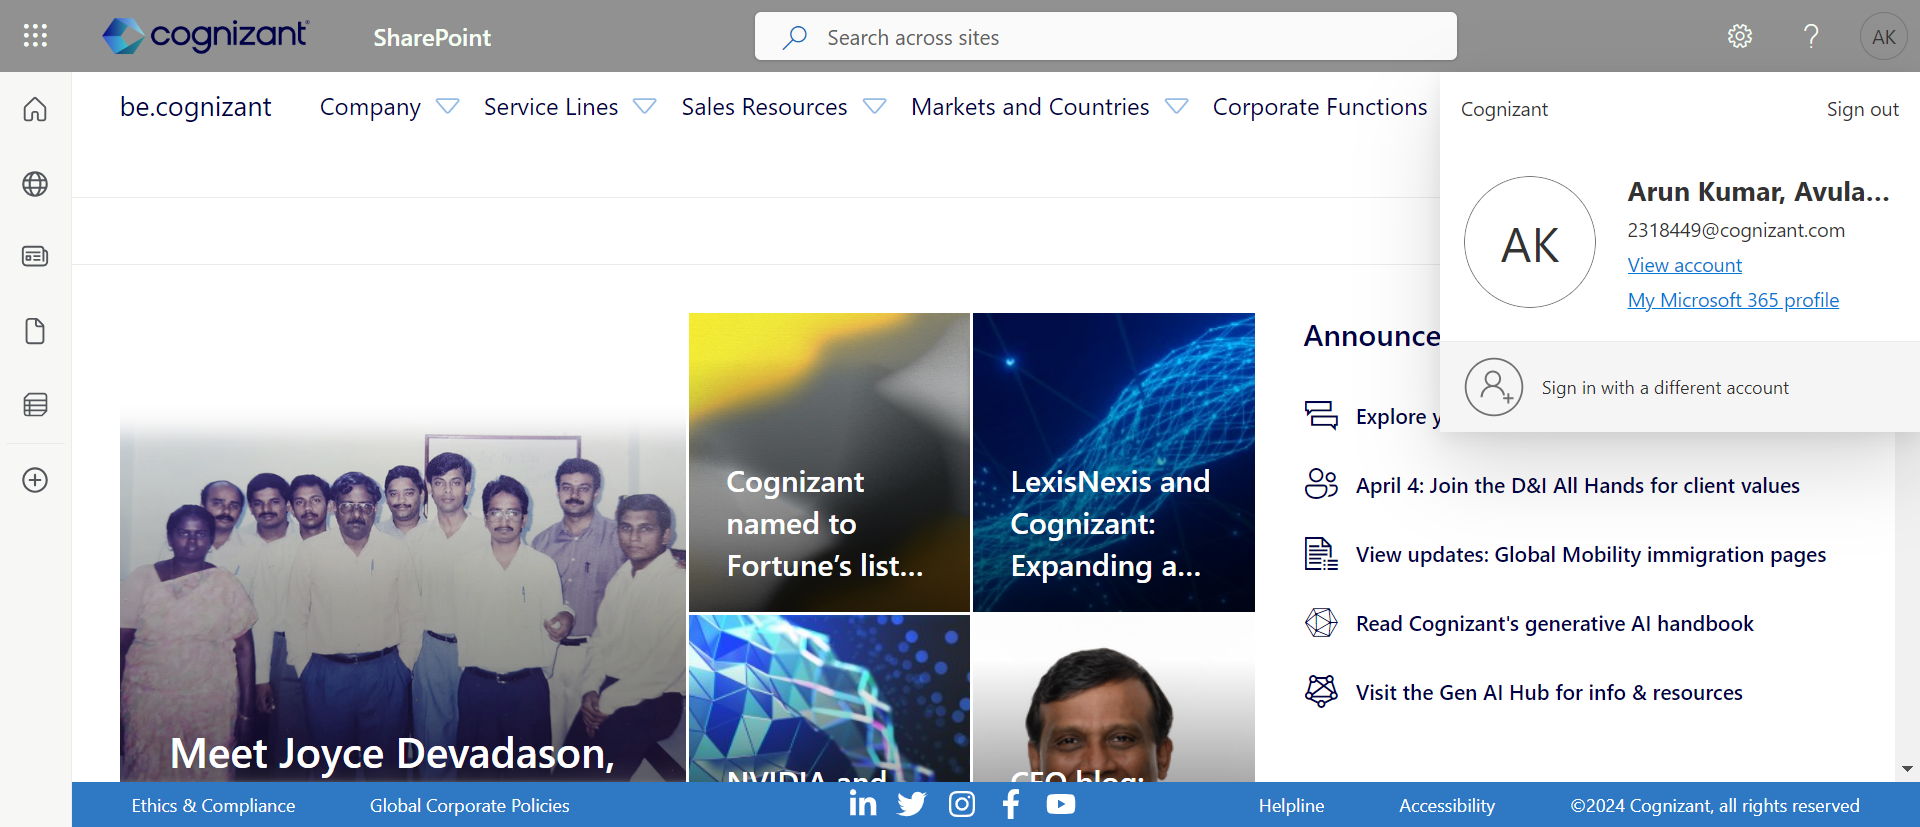 cognizant
SharePoint
Search across sites
AK
be.cognizant
Company
Service Lines
Sales Resources
Markets and Countries
Corporate Functions
Cognizant
Sign out
AK
Arun Kumar, Avula...
2318449@cognizant.com
View account
My Microsoft 365 profile
Sign in with a different account
Meet Joyce Devadason,
Cognizant
named to
Fortune’s list...
LexisNexis and
Cognizant:
Expanding a...
NVIDIA and
CEO blog:
Announce
Explore y
April 4: Join the D&I All Hands for client values
View updates: Global Mobility immigration pages
Read Cognizant's generative AI handbook
Visit the Gen AI Hub for info & resources
Ethics & Compliance
Global Corporate Policies
Helpline
Accessibility
©2024 Cognizant, all rights reserved